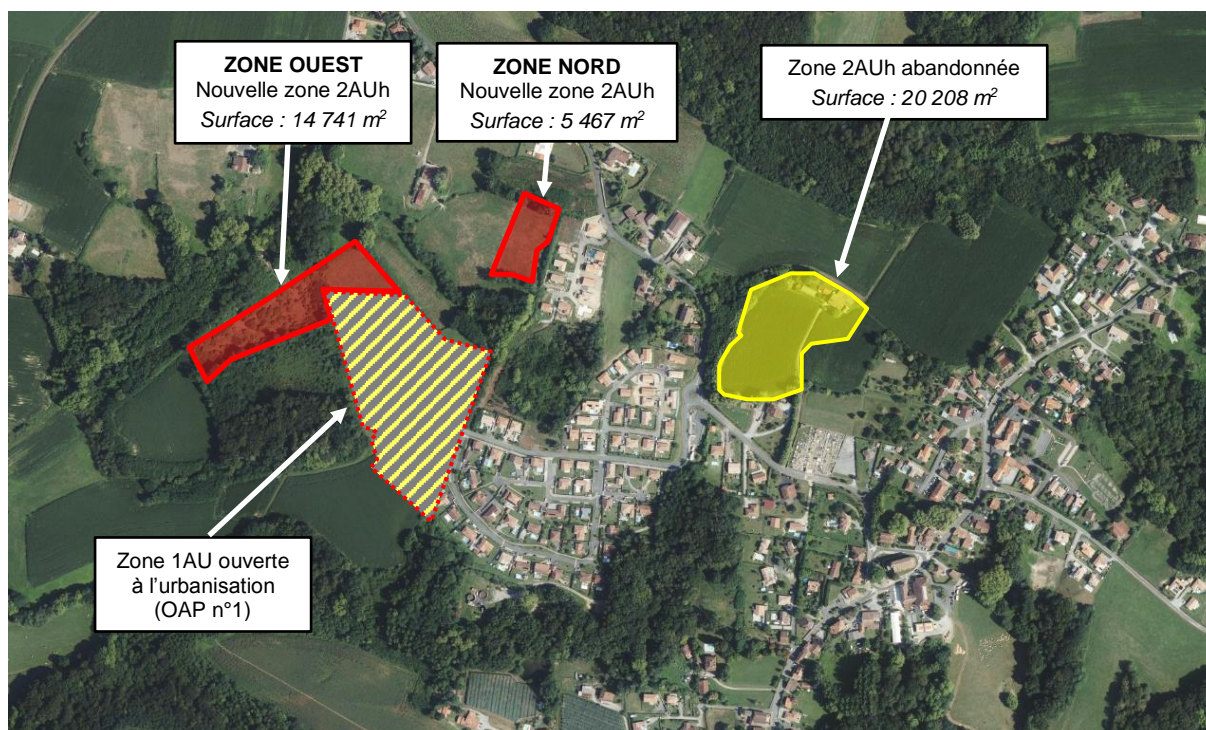 ZONE OUEST
Nouvelle zone 2AUh
Surface : 14 741 m²
ZONE NORD
Nouvelle zone 2AUh
Surface : 5 467 m²
Zone 2AUh abandonnée
Surface : 20 208 m²
Zone 1AU ouverte
à l'urbanisation
(OAP n°1)